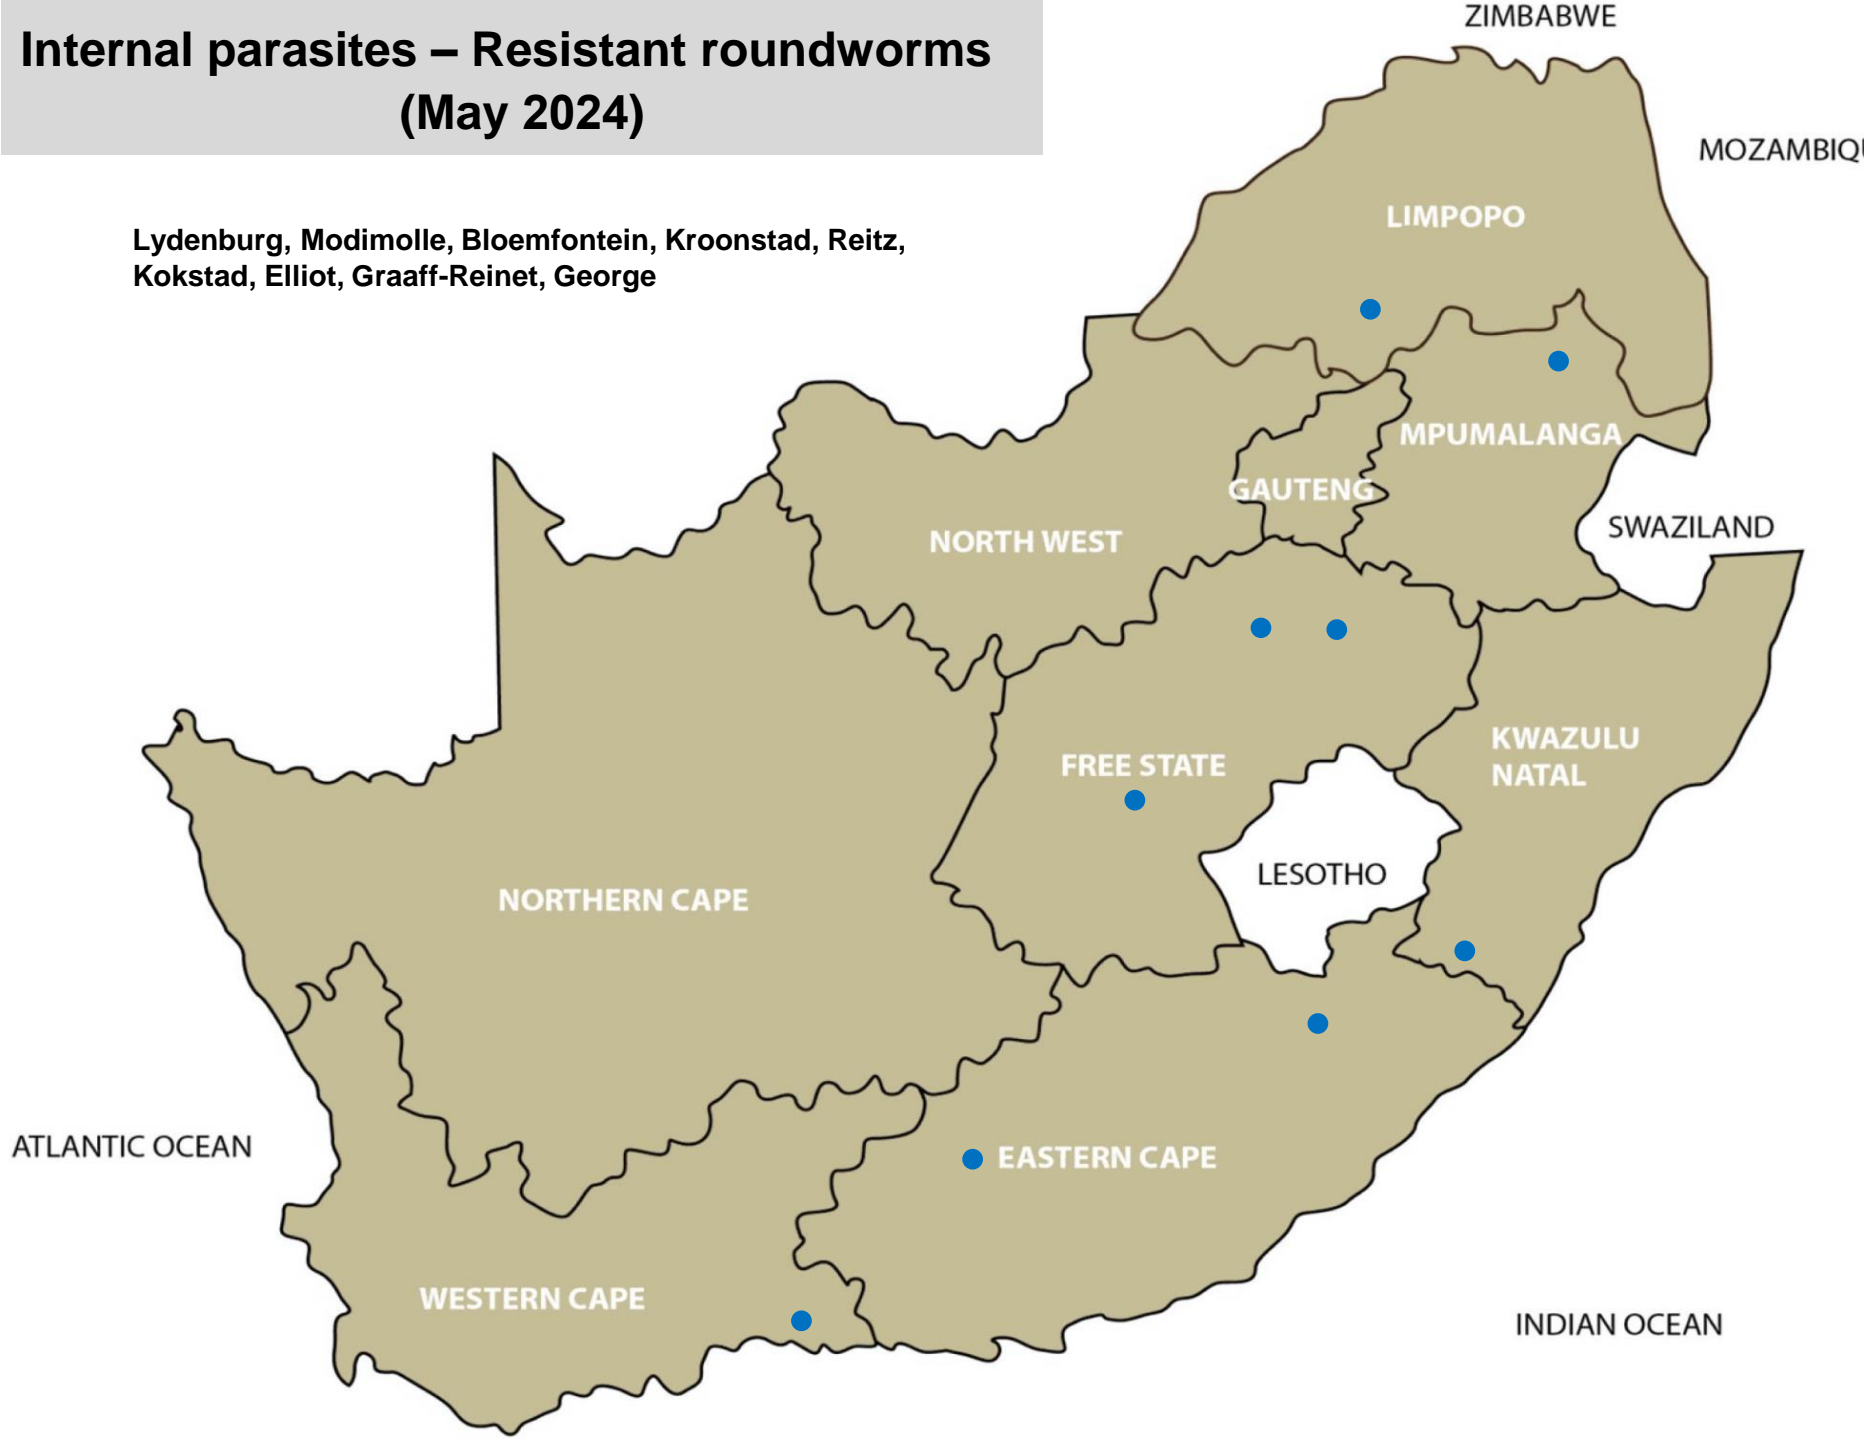 Internal parasites – Resistant roundworms
(May 2024)
Lydenburg, Modimolle, Bloemfontein, Kroonstad, Reitz,
Kokstad, Elliot, Graaff-Reinet, George
ZIMBABWE
MOZAMBIQU
LIMPOPO
MPUMALANGA
GAUTENG
NORTH WEST
SWAZILAND
KWAZULU
NATAL
FREE STATE
LESOTHO
NORTHERN CAPE
ATLANTIC OCEAN
EASTERN CAPE
WESTERN CAPE
INDIAN OCEAN